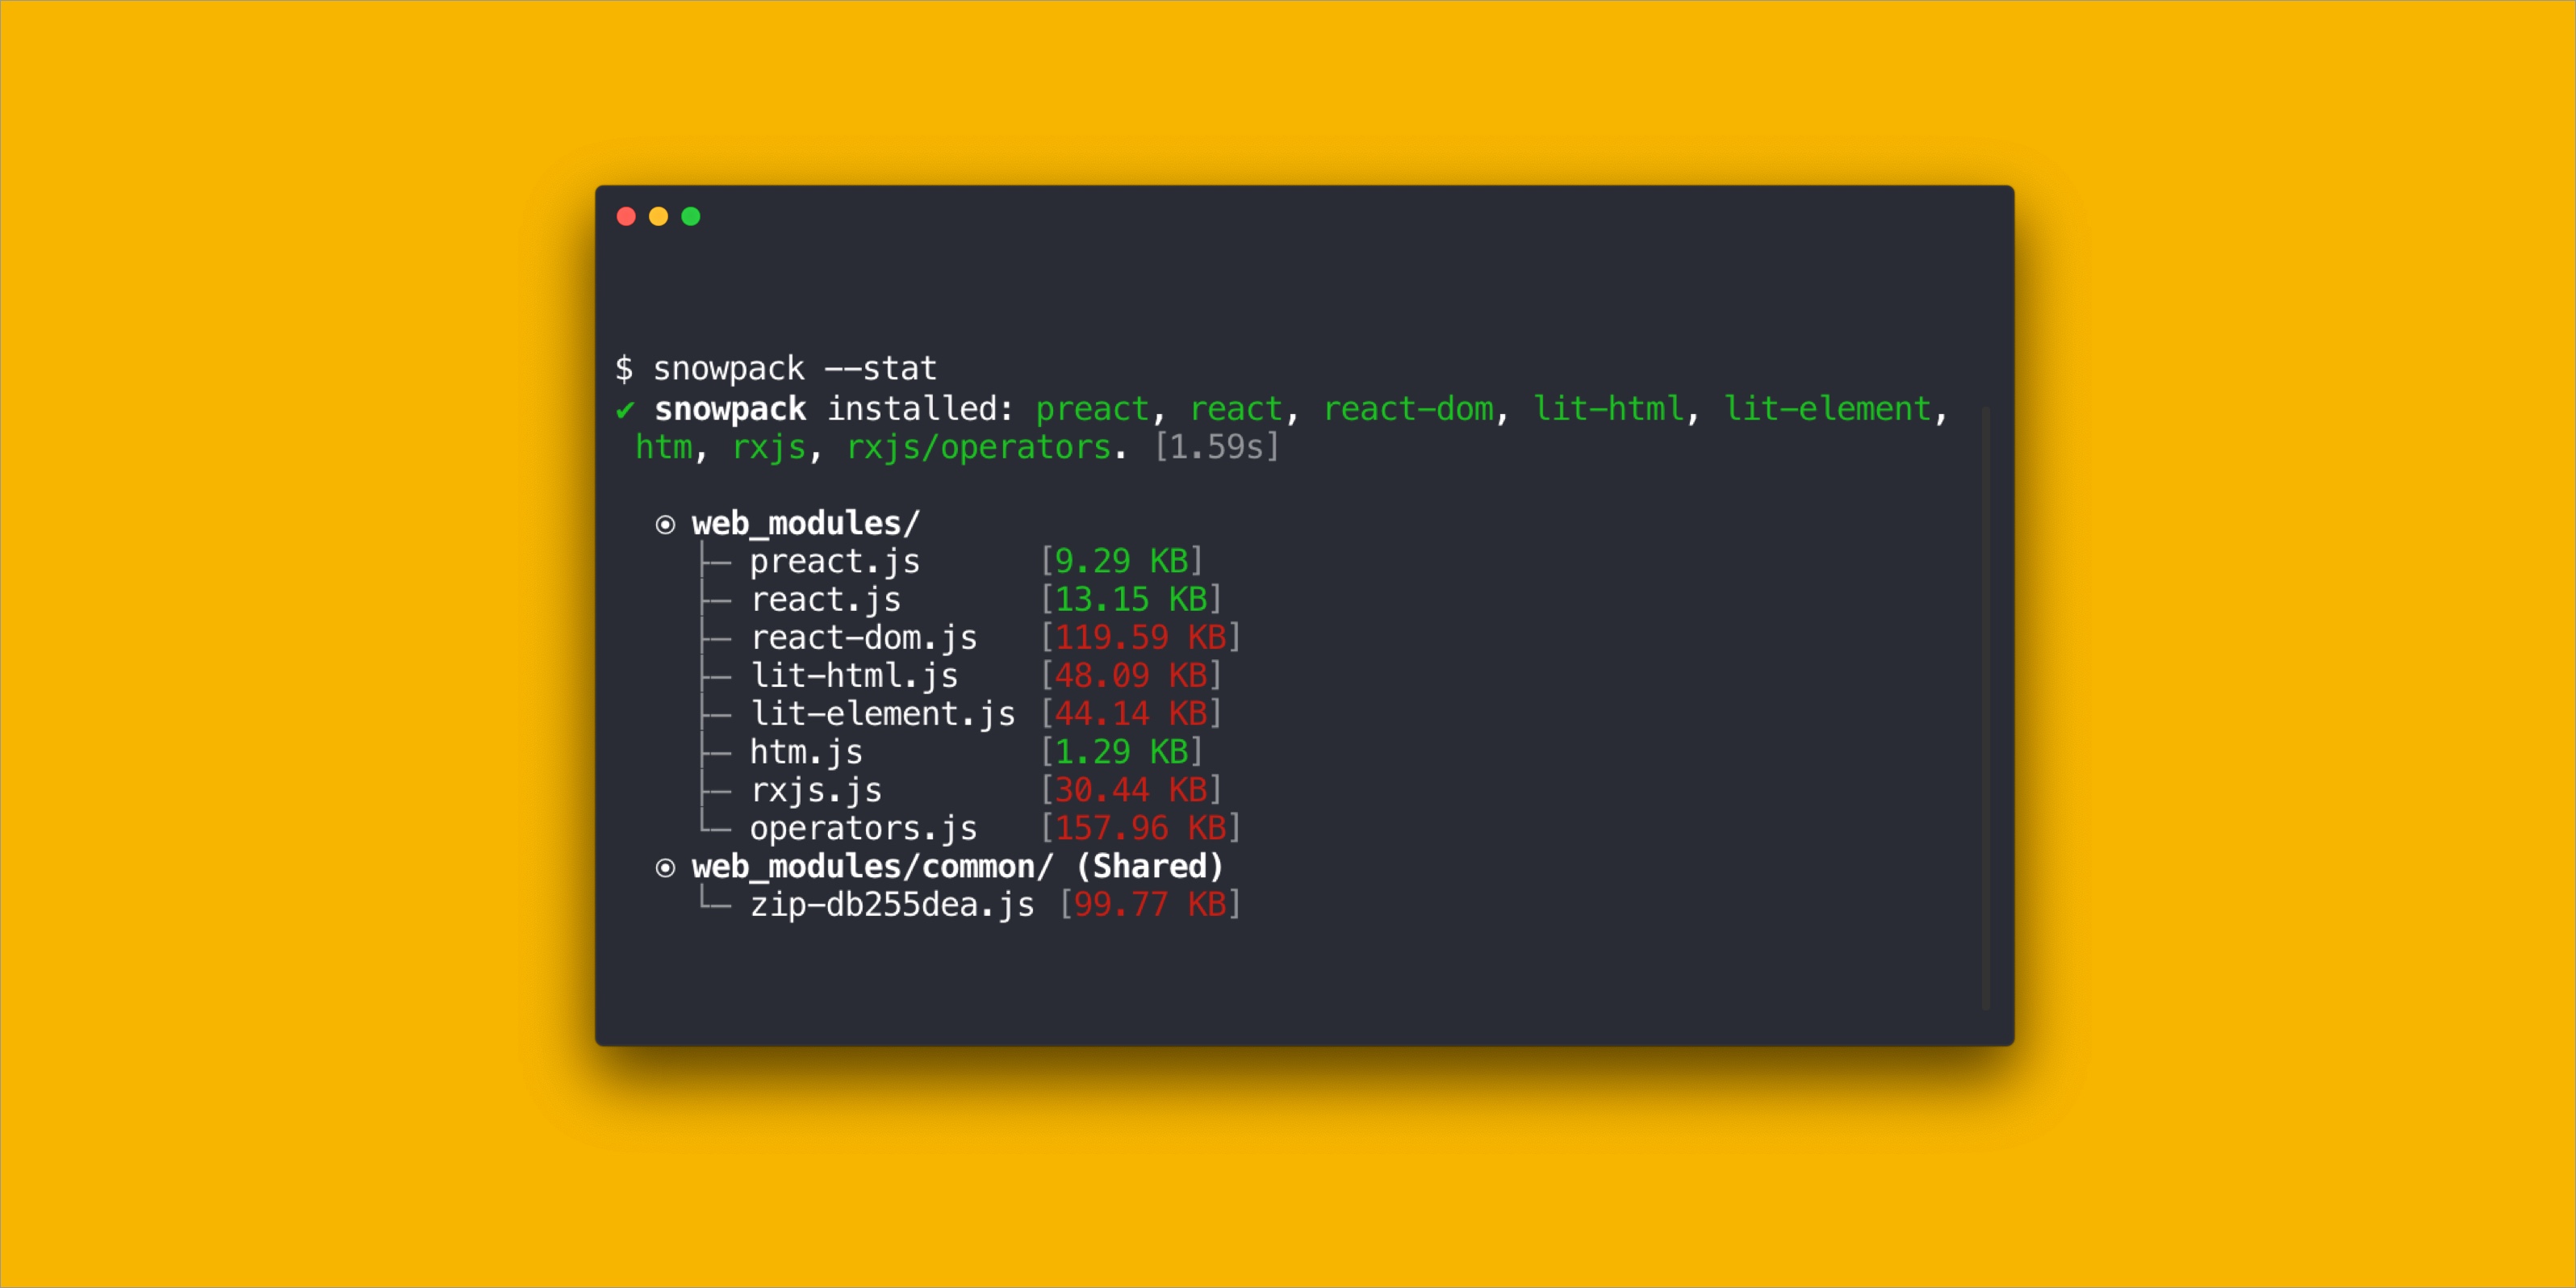 $ snowpack --stat
✔ snowpack installed: preact, react, react-dom, lit-html, lit-element,
htm, rxjs, rxjs/operators. [1.59s]
⦿ web_modules/
├─ preact.js [9.29 KB]
├─ react.js [13.15 KB]
├─ react-dom.js [119.59 KB]
├─ lit-html.js [48.09 KB]
├─ lit-element.js [44.14 KB]
├─ htm.js [1.29 KB]
├─ rxjs.js [30.44 KB]
└─ operators.js [157.96 KB]
⦿ web_modules/common/ (Shared)
└─ zip-db255dea.js [99.77 KB]